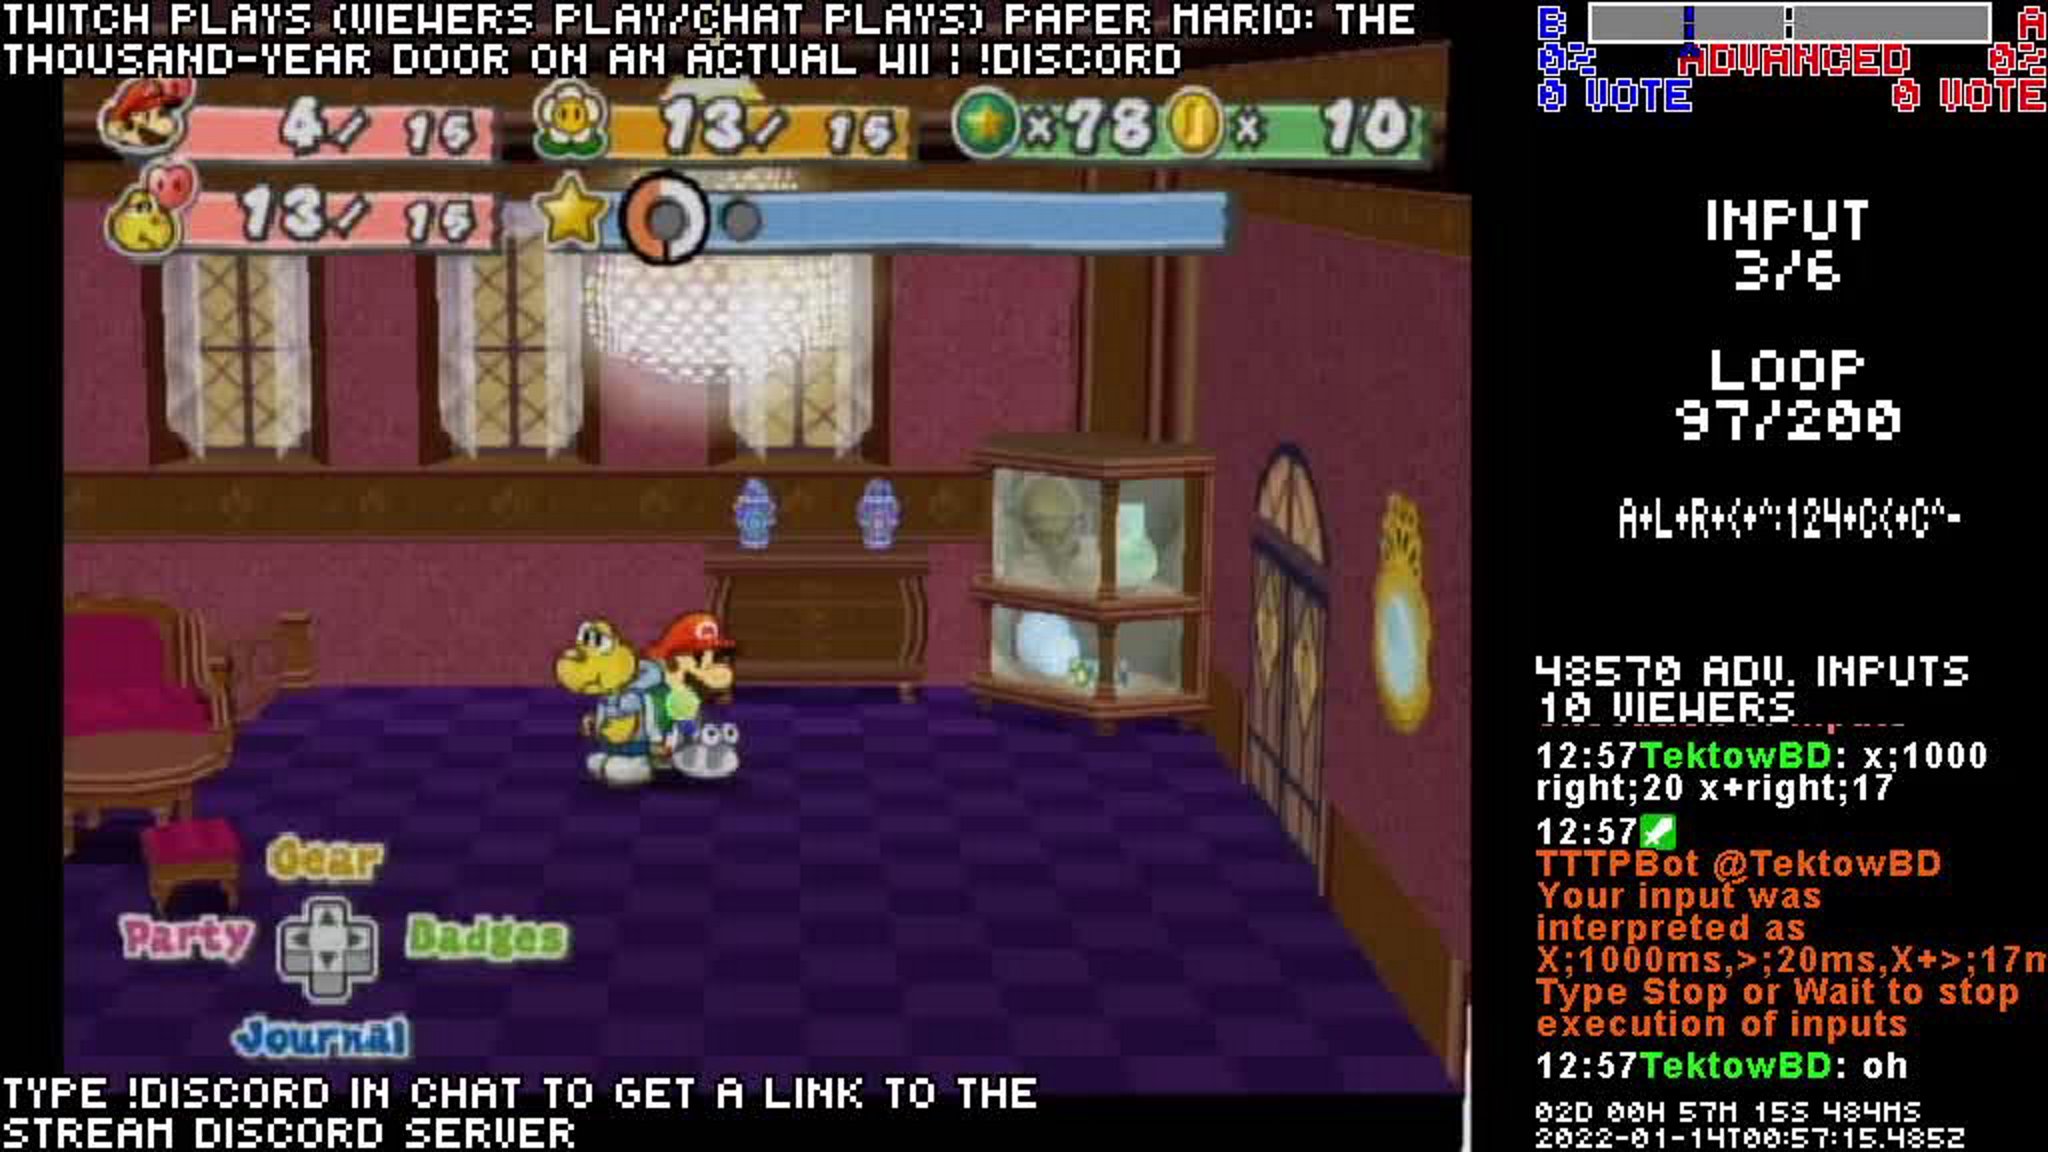 TWITCH PLAYS (VIEWERS PLAY/CHAT PLAYS) PAPER MARIO: THE
THOUSAND-YEAR DOOR ON AN ACTUAL WII ¦ !DISCORD
4/ 15
13/ 15
x78
x 10
13/ 15
Gear
Party
Badges
Journal
TYPE !DISCORD IN CHAT TO GET A LINK TO THE
STREAM DISCORD SERVER
B
A
0%
ADVANCED
0%
0 VOTE
0 VOTE
INPUT
3/6
LOOP
97/200
48570 ADV. INPUTS
10 VIEWERS
12:57TektowBD: x;1000
right;20 x+right;17
12:57
TTTPBot @TektowBD
Your input was
interpreted as
X;1000ms,>;20ms,X+>;17m
Type Stop or Wait to stop
execution of inputs
12:57TektowBD: oh
02D 00H 57M 15S 484MS
2022-01-14T00:57:15.485Z